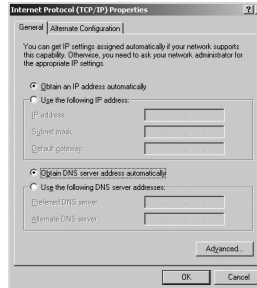 Internet Protocol (TCP/IP) Properties
General
Alternate Configuration
You can get IP settings assigned automatically if your network supports
this capability. Otherwise, you need to ask your network administrator for
the appropriate IP settings.
Obtain an IP address automatically
Use the following IP address:
IP address:
Subnet mask:
Default gateway:
Obtain DNS server address automatically
Use the following DNS server addresses:
Preferred DNS server:
Alternate DNS server:
Advanced...
OK
Cancel